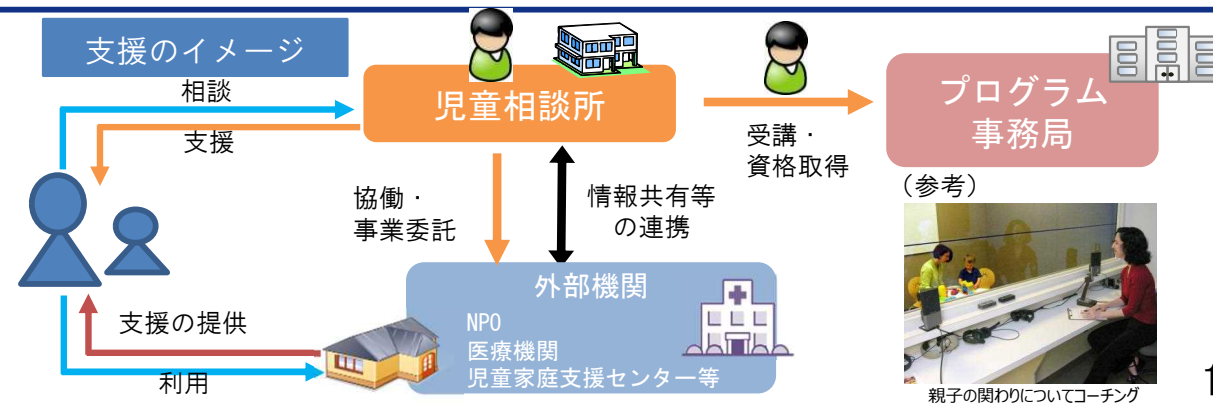 支援のイメージ
相談
支援
児童相談所
受講・
資格取得
プログラム
事務局
協働・
事業委託
情報共有等
の連携
外部機関
NPO
医療機関
児童家庭支援センター等
支援の提供
利用
(参考)
親子の関わりについてコーチング